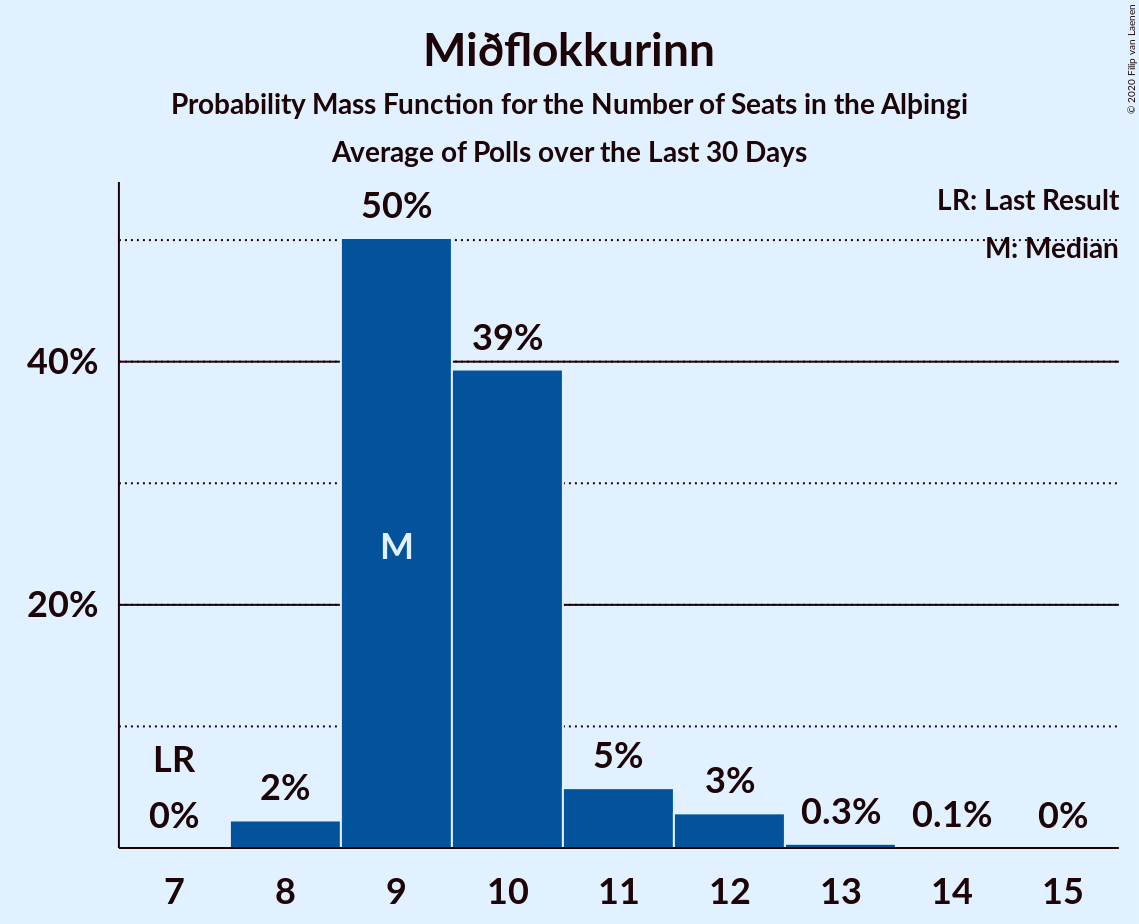 Miðflokkurinn
Probability Mass Function for the Number of Seats in the Alþingi
Average of Polls over the Last 30 Days
© 2020 Filip van Laenen
LR: Last Result
M: Median
50%
39%
40%
M
20%
LR
0%
2%
5%
3%
0.3%
0.1%
0%
7 8 9 10 11 12 13 14 15